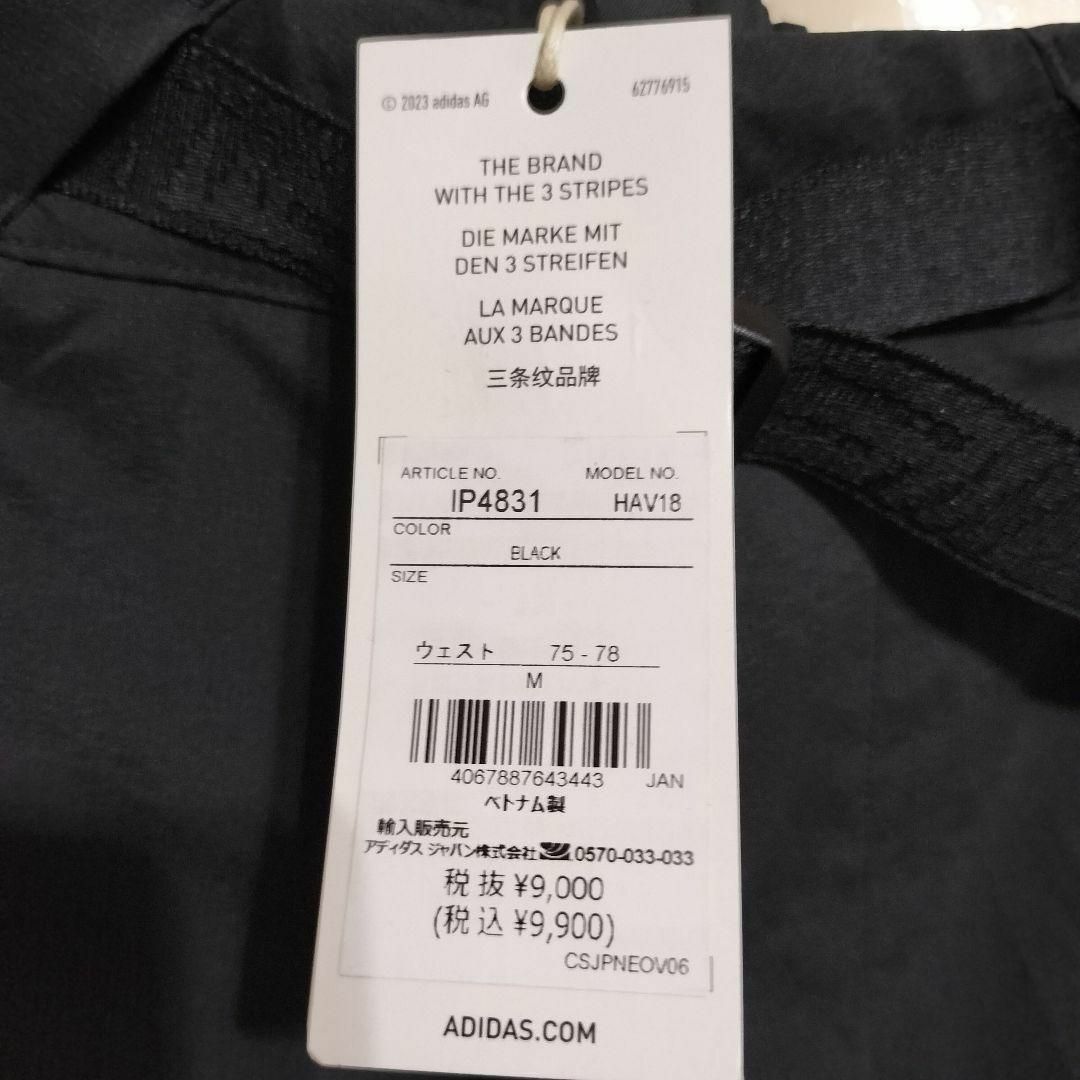 © 2023 adidas AG 62776915
THE BRAND
WITH THE 3 STRIPES
DIE MARKE MIT
DEN 3 STREIFEN
LA MARQUE
AUX 3 BANDES
三条纹品牌
ARTICLE NO. MODEL NO.
IP4831 HAV18
COLOR
BLACK
SIZE
ウェスト 75 - 78
M
4067887643443 JAN
ベトナム製
輸入販売元
アディダス ジャパン株式会社 0570-033-033
税 抜 ¥9,000
(税 込 ¥9,900)
CSJPNEOV06
ADIDAS.COM